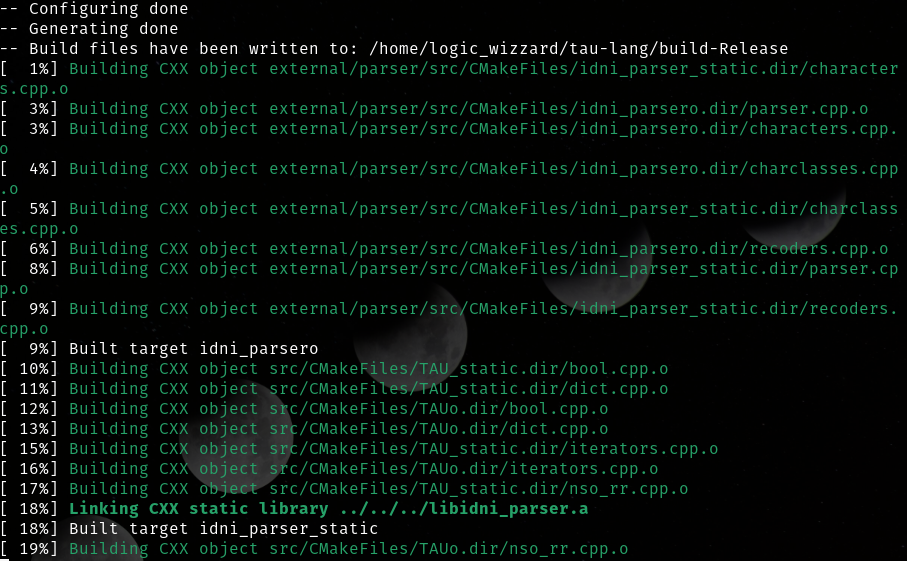 -- Configuring done
-- Generating done
-- Build files have been written to: /home/logic_wizzard/tau-lang/build-Release
[  1%] Building CXX object external/parser/src/CMakeFiles/idni_parser_static.dir/character
s.cpp.o
[  3%] Building CXX object external/parser/src/CMakeFiles/idni_parsero.dir/parser.cpp.o
[  3%] Building CXX object external/parser/src/CMakeFiles/idni_parsero.dir/characters.cpp.
o
[  4%] Building CXX object external/parser/src/CMakeFiles/idni_parsero.dir/charclasses.cpp
.o
[  5%] Building CXX object external/parser/src/CMakeFiles/idni_parser_static.dir/charclass
es.cpp.o
[  6%] Building CXX object external/parser/src/CMakeFiles/idni_parsero.dir/recoders.cpp.o
[  8%] Building CXX object external/parser/src/CMakeFiles/idni_parser_static.dir/parser.cp
p.o
[  9%] Building CXX object external/parser/src/CMakeFiles/idni_parser_static.dir/recoders.
cpp.o
[  9%] Built target idni_parsero
[ 10%] Building CXX object src/CMakeFiles/TAU_static.dir/bool.cpp.o
[ 11%] Building CXX object src/CMakeFiles/TAU_static.dir/dict.cpp.o
[ 12%] Building CXX object src/CMakeFiles/TAUo.dir/bool.cpp.o
[ 13%] Building CXX object src/CMakeFiles/TAUo.dir/dict.cpp.o
[ 15%] Building CXX object src/CMakeFiles/TAU_static.dir/iterators.cpp.o
[ 16%] Building CXX object src/CMakeFiles/TAUo.dir/iterators.cpp.o
[ 17%] Building CXX object src/CMakeFiles/TAU_static.dir/nso_rr.cpp.o
[ 18%] Linking CXX static library ../../../libidni_parser.a
[ 18%] Built target idni_parser_static
[ 19%] Building CXX object src/CMakeFiles/TAUo.dir/nso_rr.cpp.o